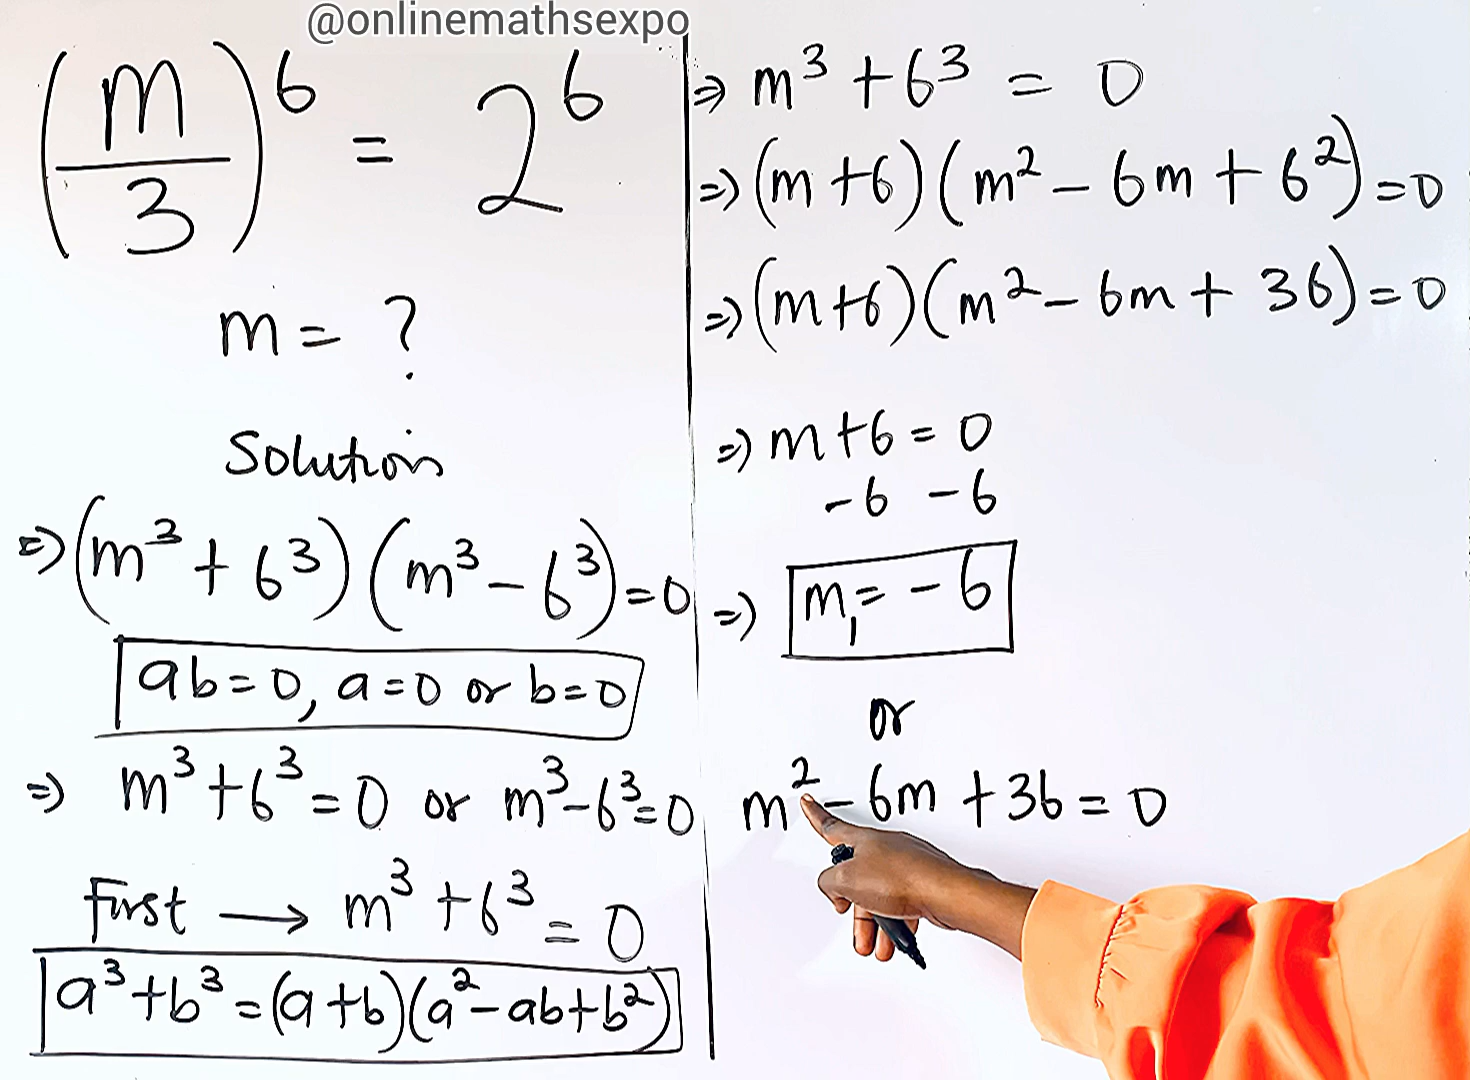 @onlinemathsexpo
(m/3)^6 = 2^6
m = ?
Solution
⇒ (m³ + 6³)(m³ - 6³) = 0
ab = 0, a = 0 or b = 0
⇒ m³ + 6³ = 0 or m³ - 6³ = 0
First → m³ + 6³ = 0
a³ + b³ = (a + b)(a² - ab + b²)
⇒ m³ + 6³ = 0
⇒ (m + 6)(m² - 6m + 6²) = 0
⇒ (m + 6)(m² - 6m + 36) = 0
⇒ m + 6 = 0
-6 -6
⇒ m₁ = -6
or
m² - 6m + 36 = 0